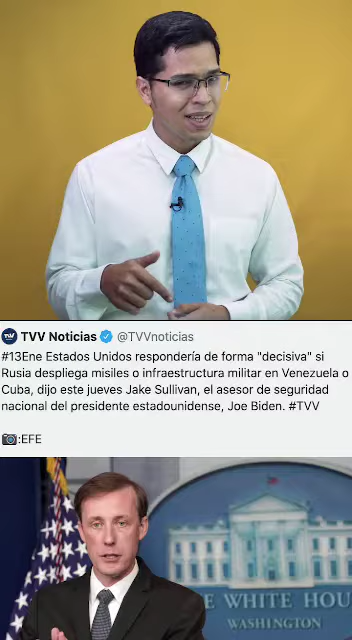 TVV Noticias @TVVnoticias
#13Ene Estados Unidos respondería de forma "decisiva" si
Rusia despliega misiles o infraestructura militar en Venezuela o
Cuba, dijo este jueves Jake Sullivan, el asesor de seguridad
nacional del presidente estadounidense, Joe Biden. #TVV
:EFE
E WHITE HOUSE
WASHINGTON